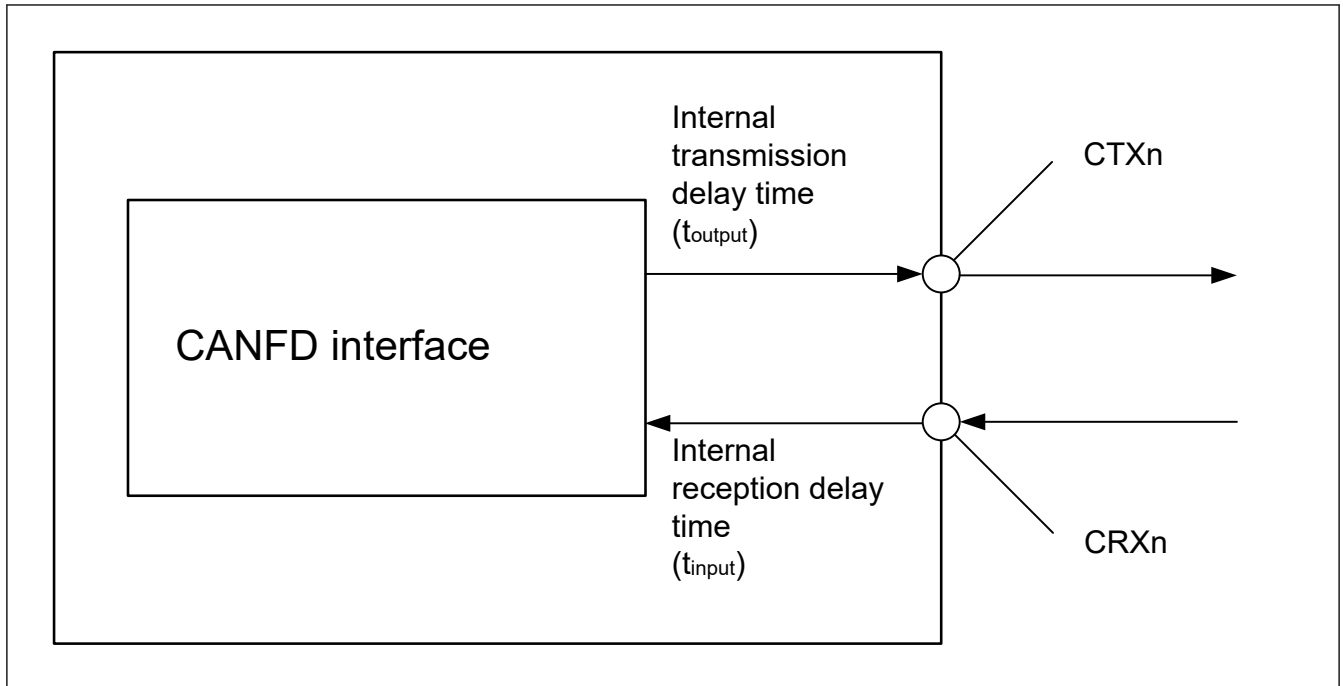 Internal
transmission
delay time
(toutput)
CTXn
CANFD interface
Internal
reception delay
time
(tinput)
CRXn